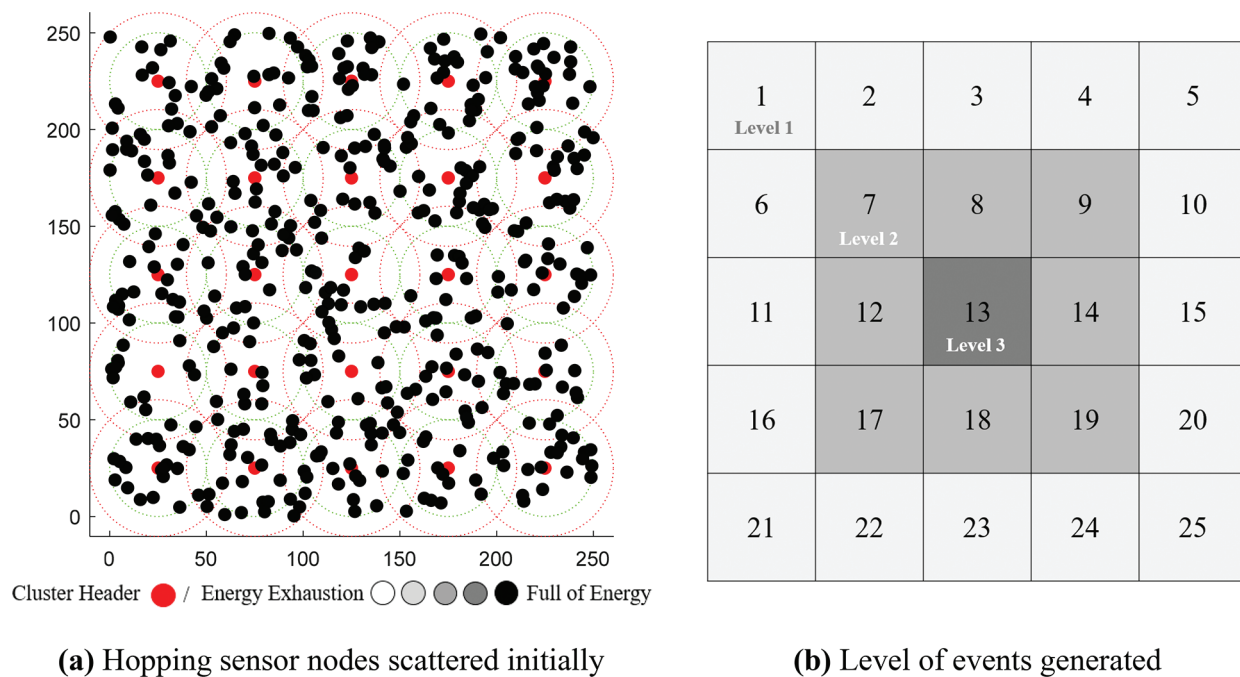 250
200
150
100
50
0
0 50 100 150 200 250
Cluster Header / Energy Exhaustion Full of Energy
(a) Hopping sensor nodes scattered initially
1 2 3 4 5
Level 1
6 7 8 9 10
Level 2
11 12 13 14 15
Level 3
16 17 18 19 20
21 22 23 24 25
(b) Level of events generated